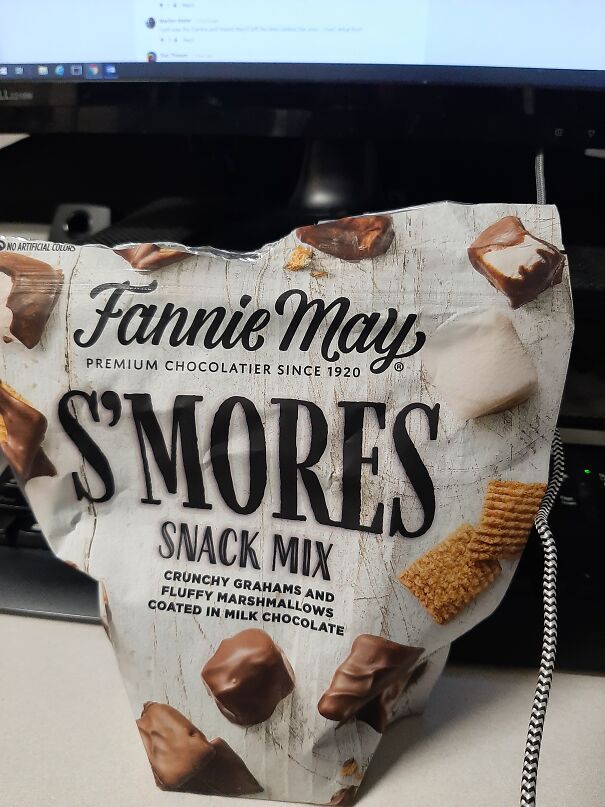 NO ARTIFICIAL COLORS
Fannie May®
PREMIUM CHOCOLATIER SINCE 1920
S'MORES
SNACK MIX
CRUNCHY GRAHAMS AND
FLUFFY MARSHMALLOWS
COATED IN MILK CHOCOLATE